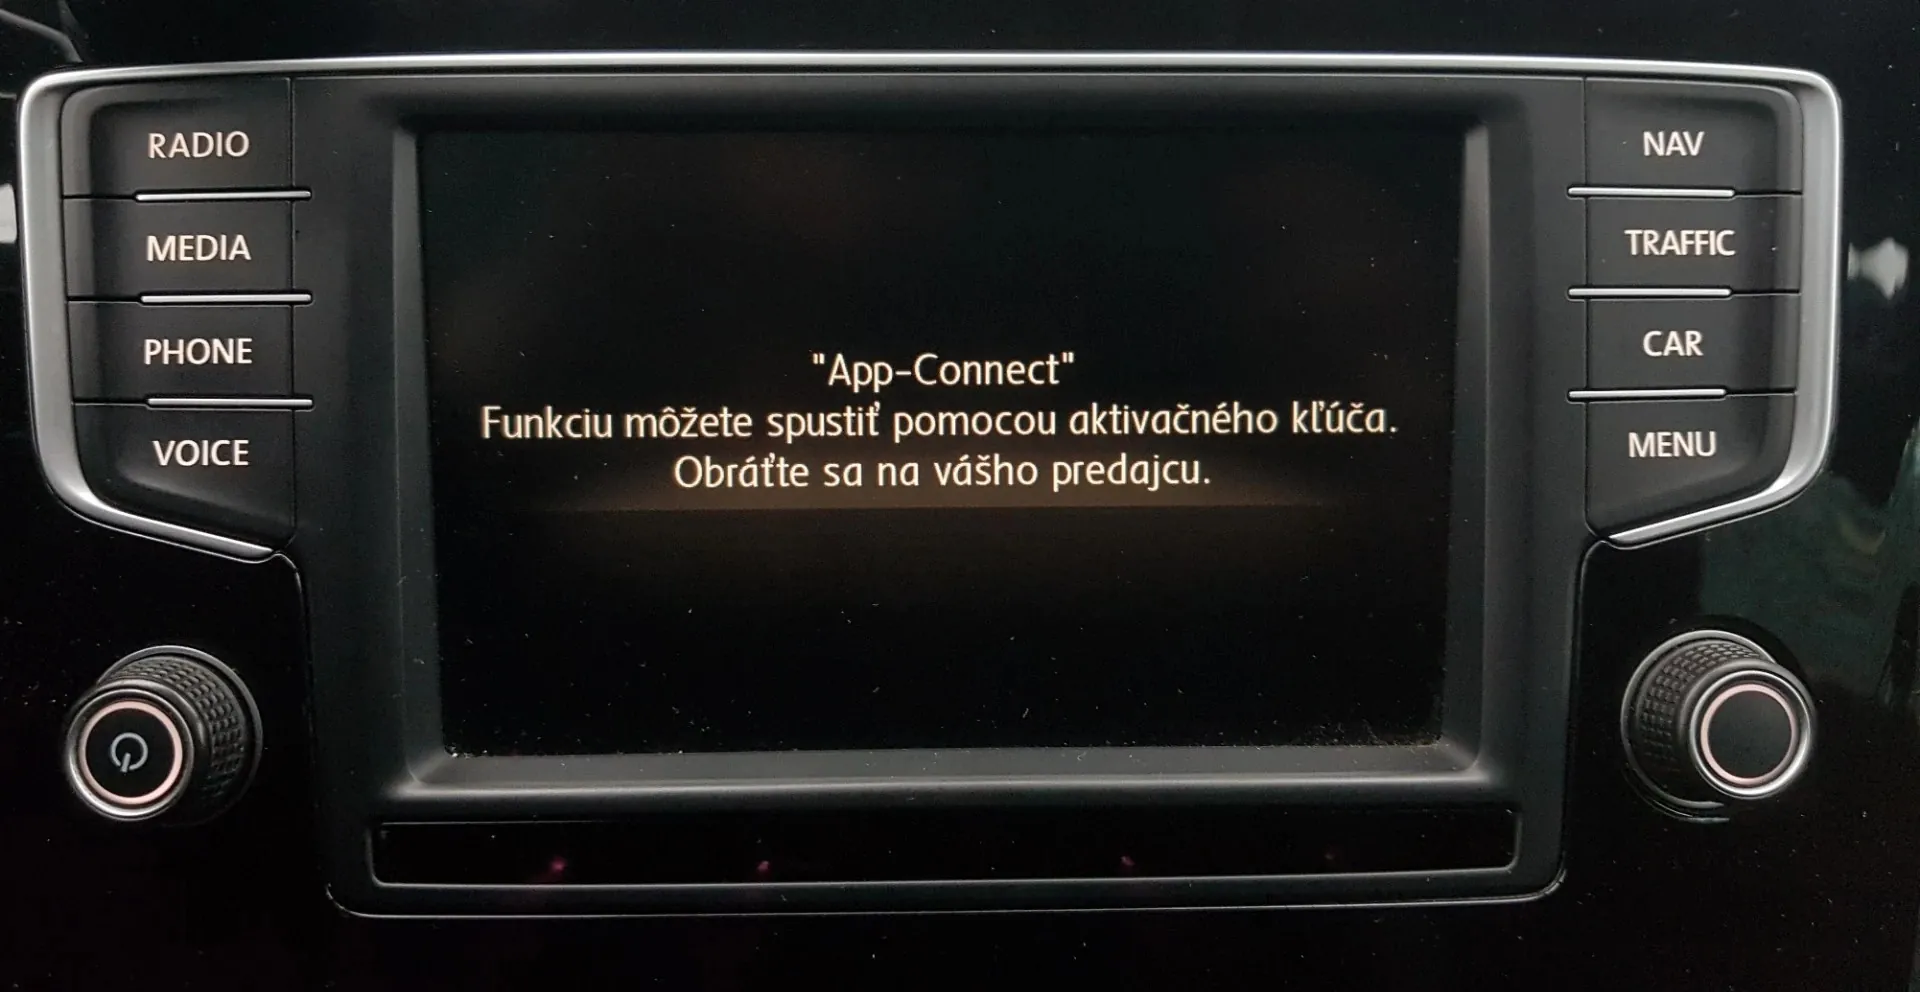 RADIO
MEDIA
PHONE
VOICE
"App-Connect"
Funkciu môžete spustiť pomocou aktivačného kľúča.
Obráťte sa na vášho predajcu.
NAV
TRAFFIC
CAR
MENU